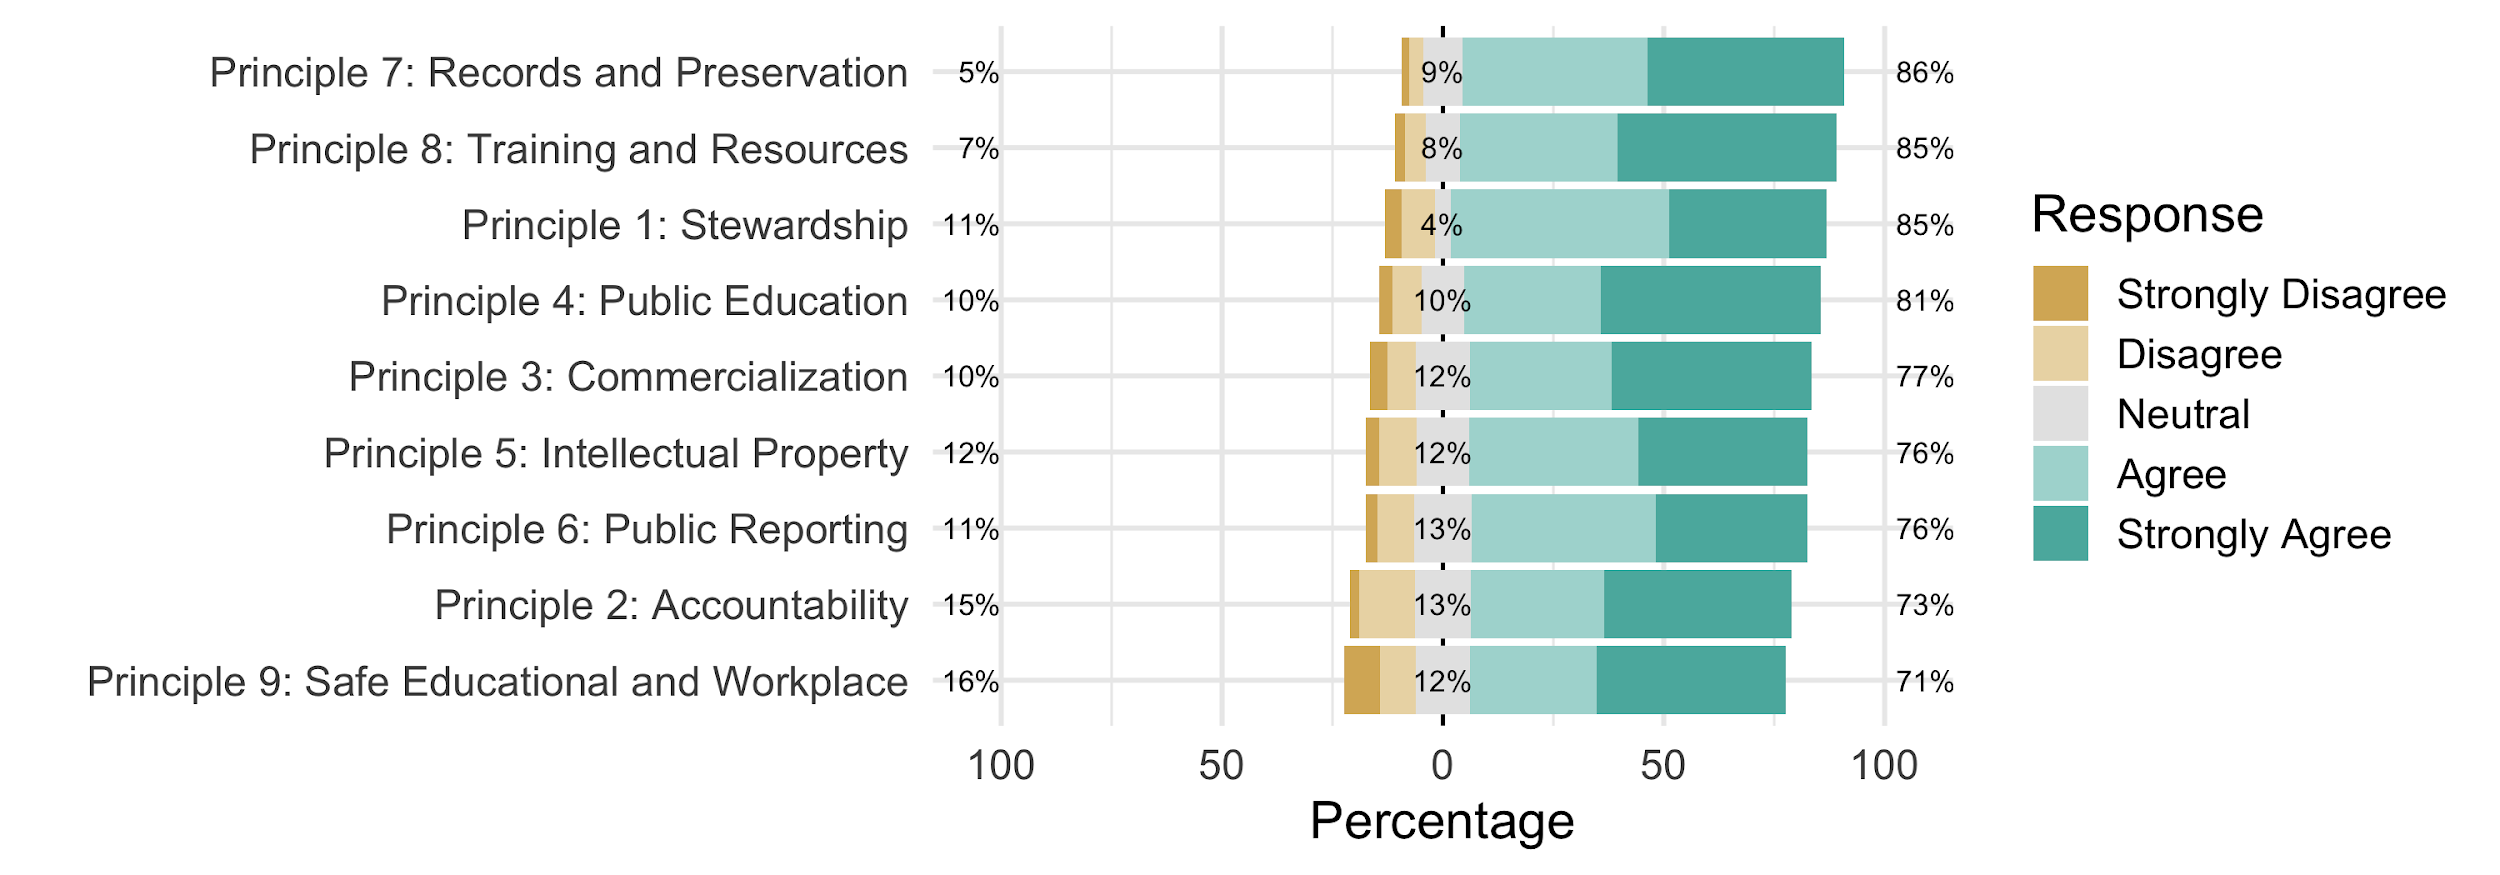 Principle 7: Records and Preservation 5% 9% 86%
Principle 8: Training and Resources 7% 8% 85%
Principle 1: Stewardship 11% 4% 85%
Principle 4: Public Education 10% 10% 81%
Principle 3: Commercialization 10% 12% 77%
Principle 5: Intellectual Property 12% 12% 76%
Principle 6: Public Reporting 11% 13% 76%
Principle 2: Accountability 15% 13% 73%
Principle 9: Safe Educational and Workplace 16% 12% 71%
100 50 0 50 100
Percentage
Response
Strongly Disagree
Disagree
Neutral
Agree
Strongly Agree